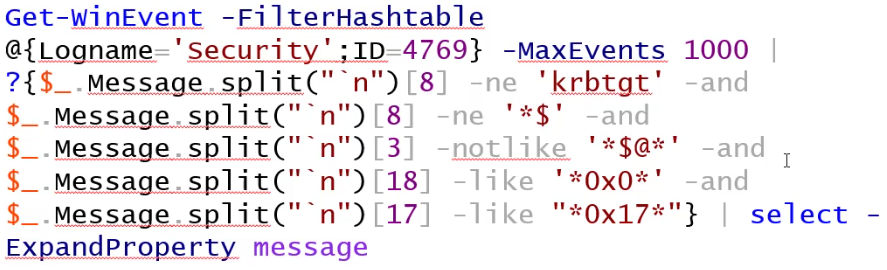 Get-WinEvent -FilterHashtable
@{Logname='Security';ID=4769} -MaxEvents 1000 |
?{$_.Message.split("`n")[8] -ne 'krbtgt' -and
$_.Message.split("`n")[8] -ne '*$' -and
$_.Message.split("`n")[3] -notlike '*$@*' -and
$_.Message.split("`n")[18] -like '*0x0*' -and
$_.Message.split("`n")[17] -like "*0x17*"} | select -
ExpandProperty message